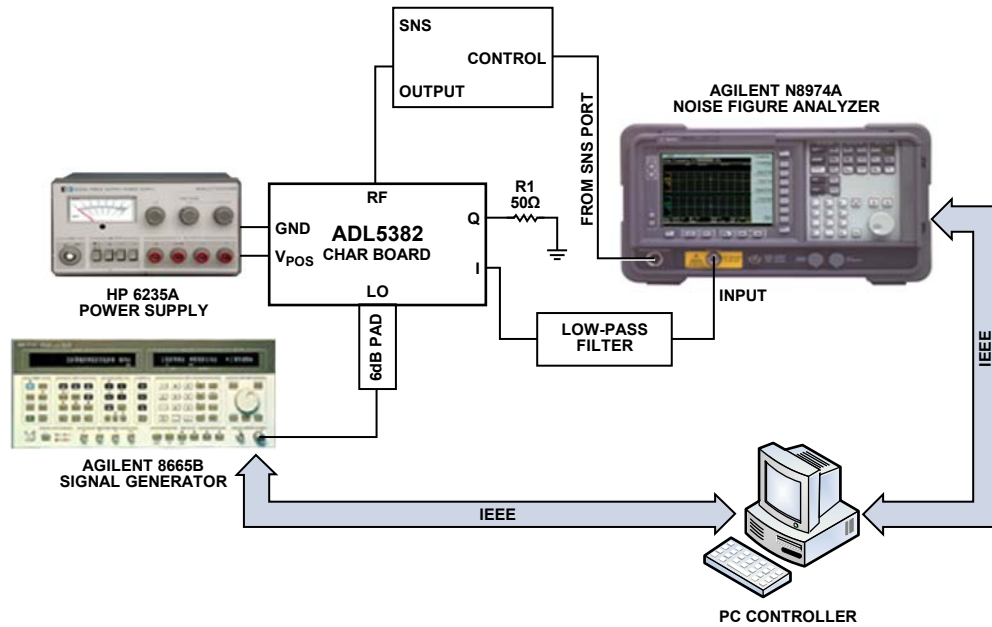 SNS
CONTROL
OUTPUT
AGILENT N8974A
NOISE FIGURE ANALYZER
FROM SNS PORT
RF
GND
ADL5382
CHAR BOARD
VPOS
LO
Q
I
R1
50Ω
HP 6235A
POWER SUPPLY
6dB PAD
LOW-PASS
FILTER
INPUT
IEEE
AGILENT 8665B
SIGNAL GENERATOR
IEEE
PC CONTROLLER